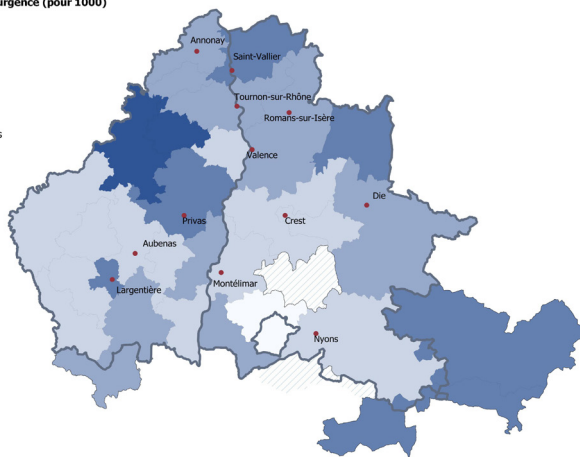 urgence (pour 1000)
Annonay
Saint-Vallier
Tournon-sur-Rhône
Romans-sur-Isère
Valence
Die
Privas
Crest
Aubenas
Largentière
Montélimar
Nyons